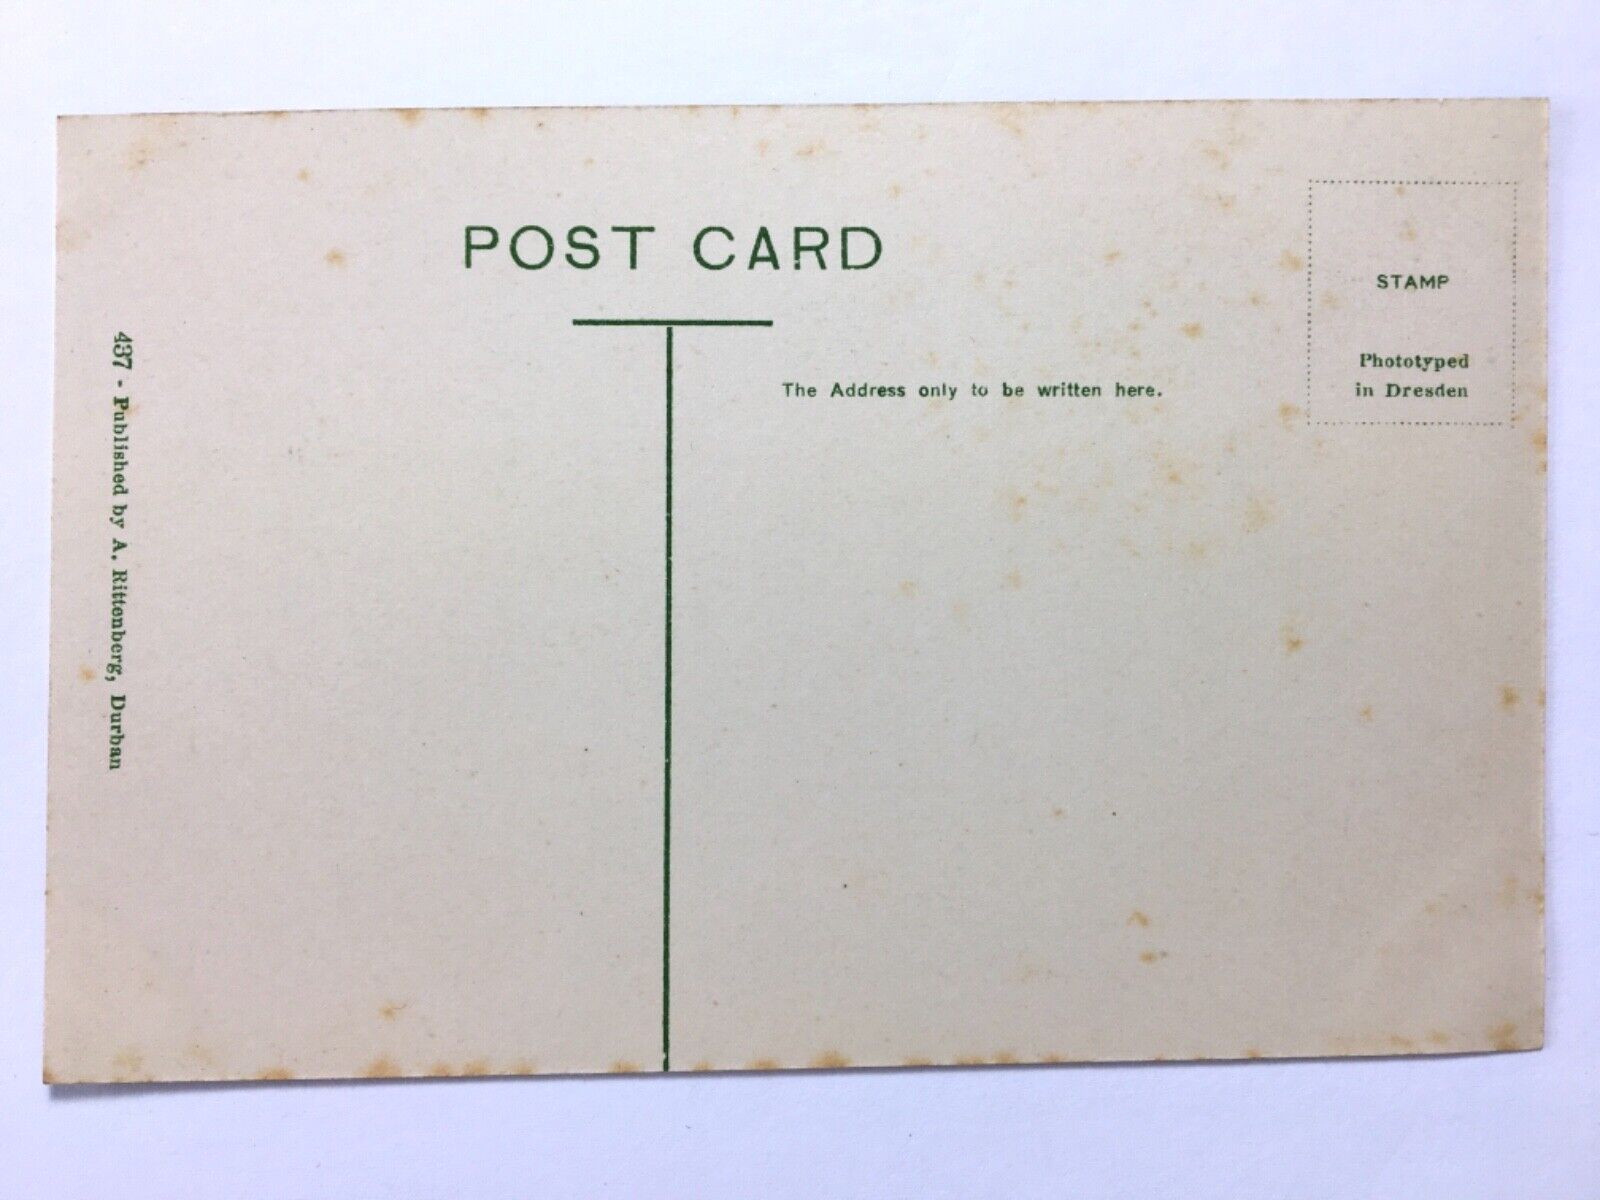 POST CARD
STAMP
Phototyped
in Dresden
The Address only to be written here.
437 - Published by A. Rittenberg, Durban